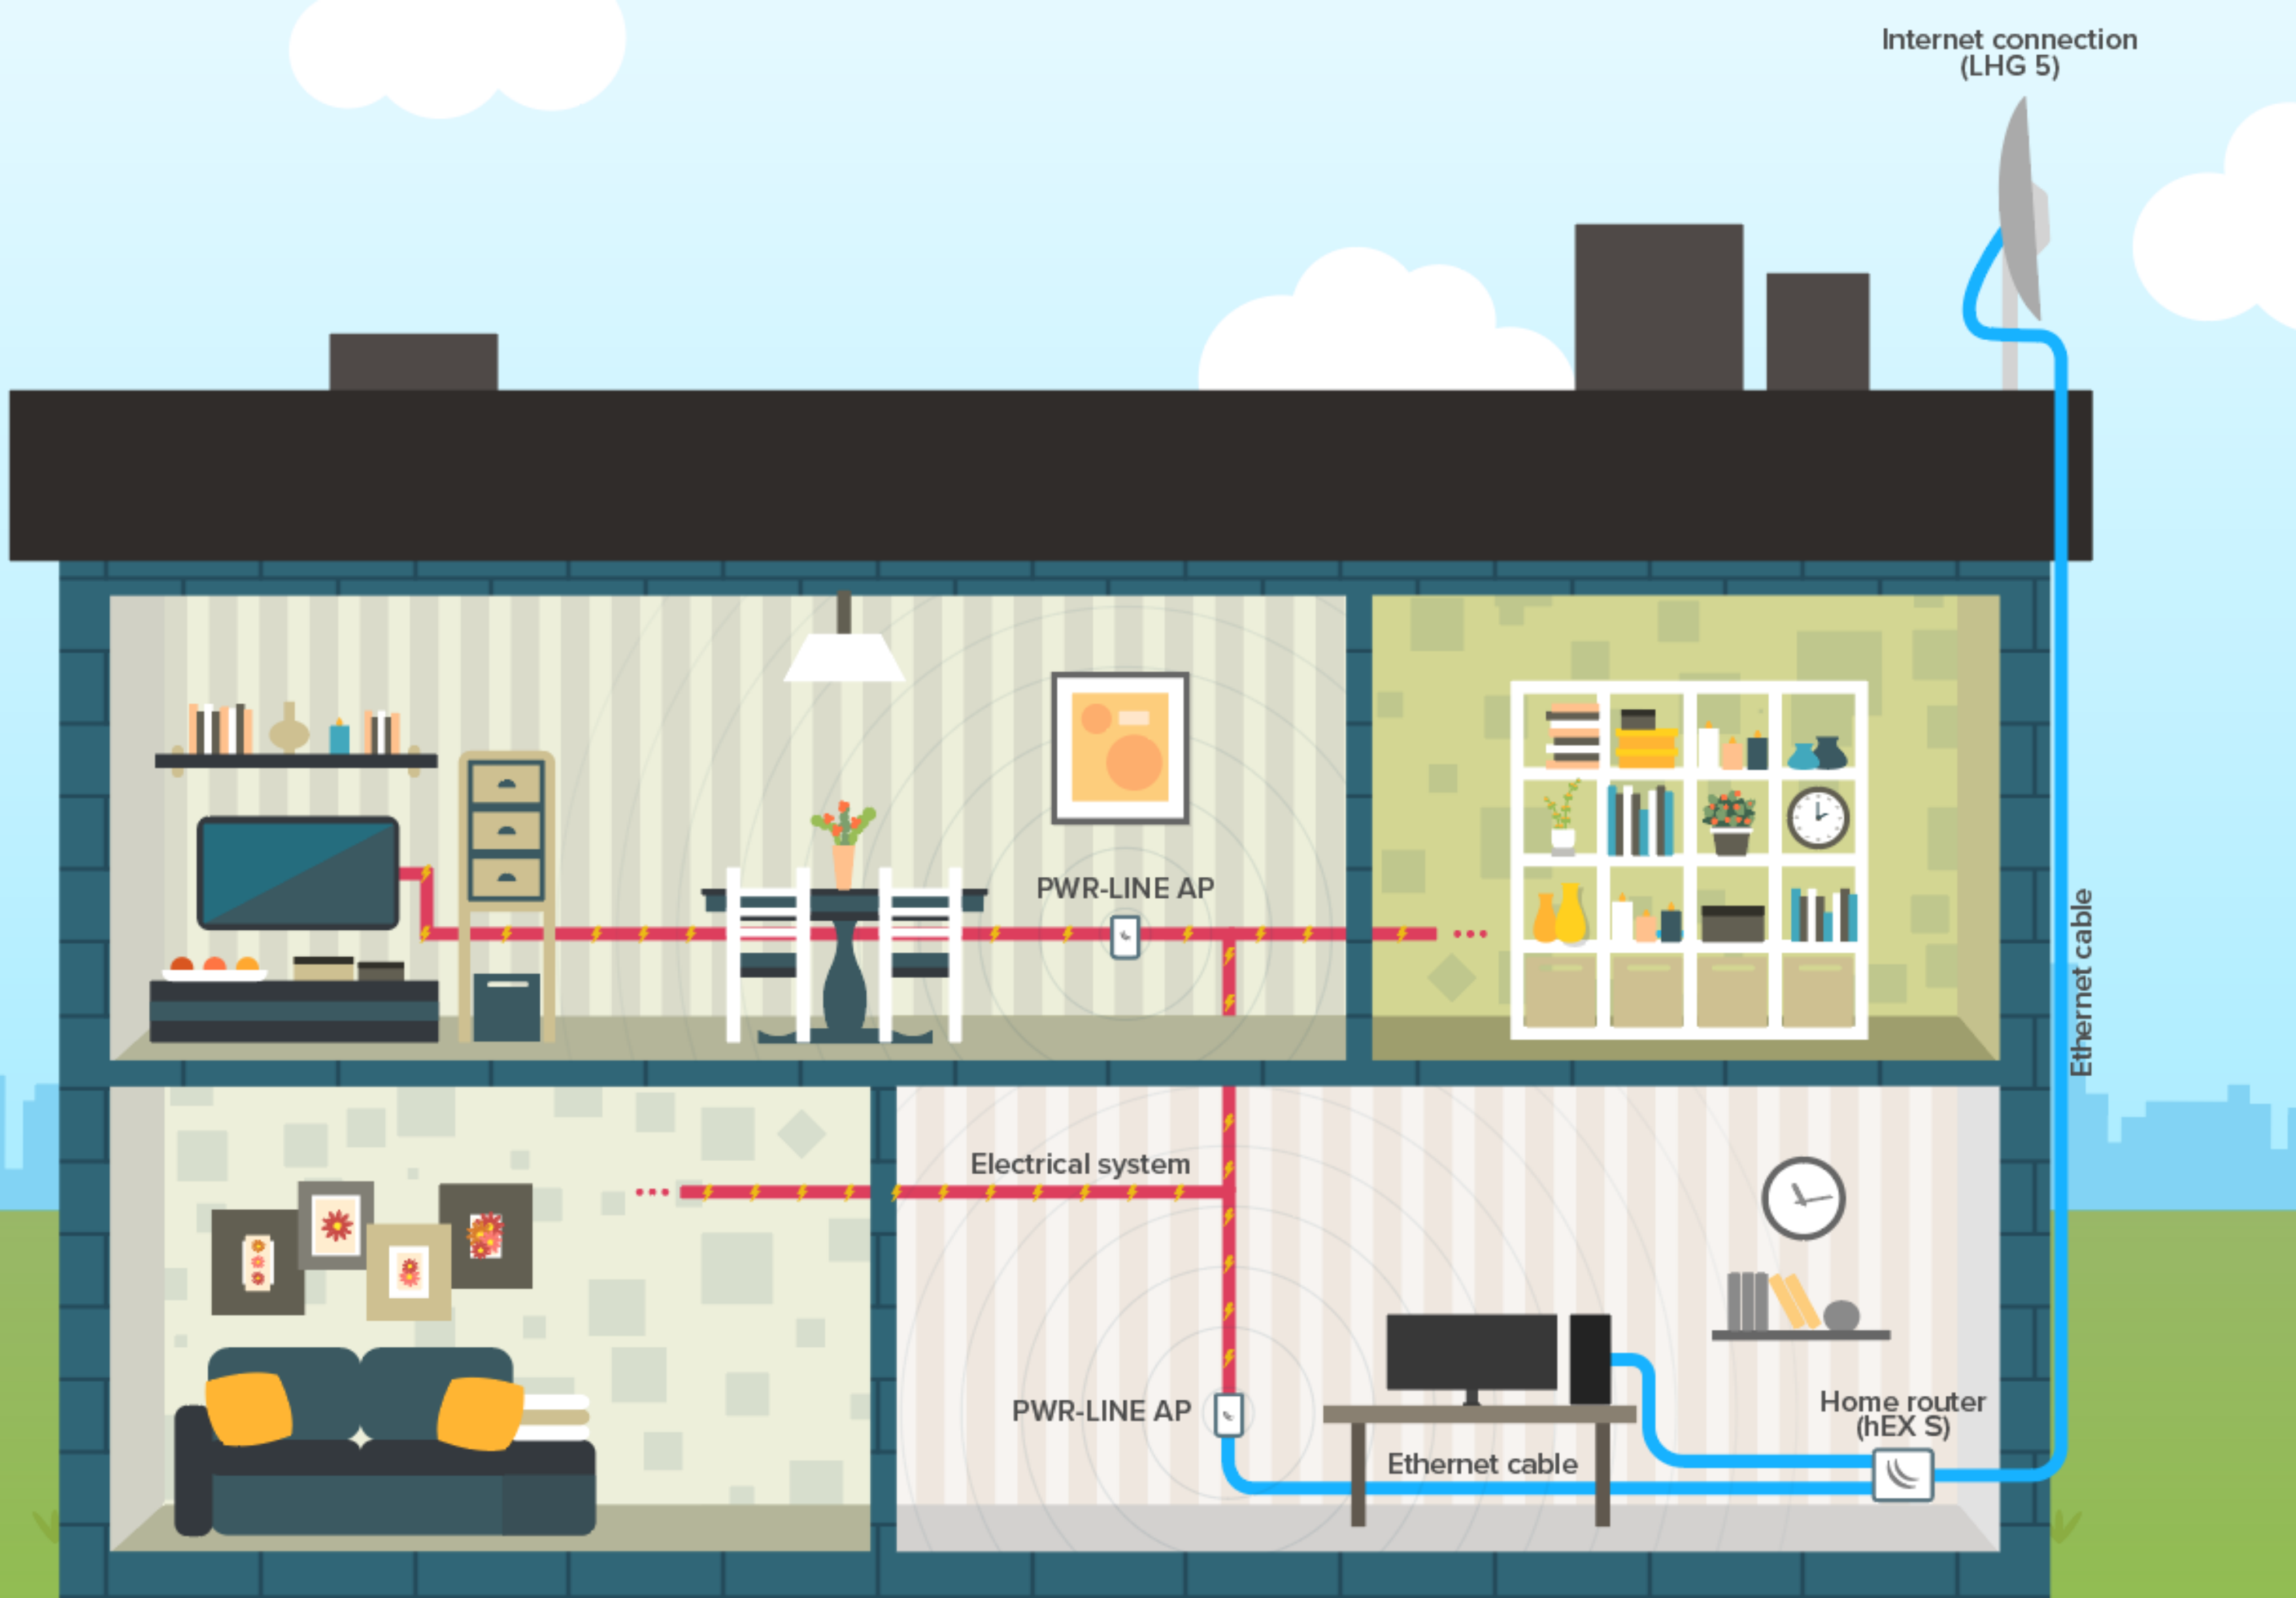 Internet connection
(LHG 5)
PWR-LINE AP
Ethernet cable
Electrical system
PWR-LINE AP
Ethernet cable
Home router
(hEX S)